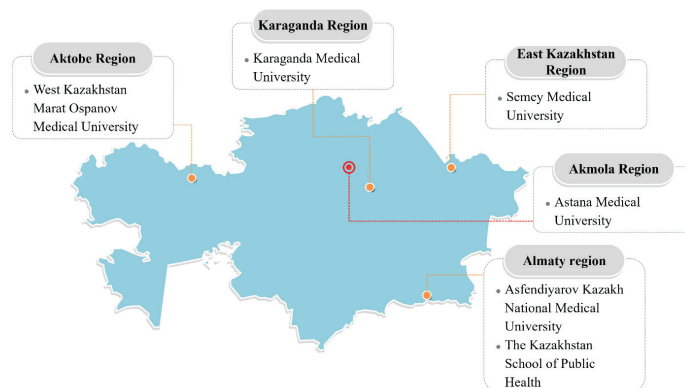 Karaganda Region
• Karaganda Medical
University
Aktobe Region
• West Kazakhstan
Marat Ospanov
Medical University
East Kazakhstan
Region
• Semey Medical
University
Akmola Region
• Astana Medical
University
Almaty region
• Asfendiyarov Kazakh
National Medical
University
• The Kazakhstan
School of Public
Health